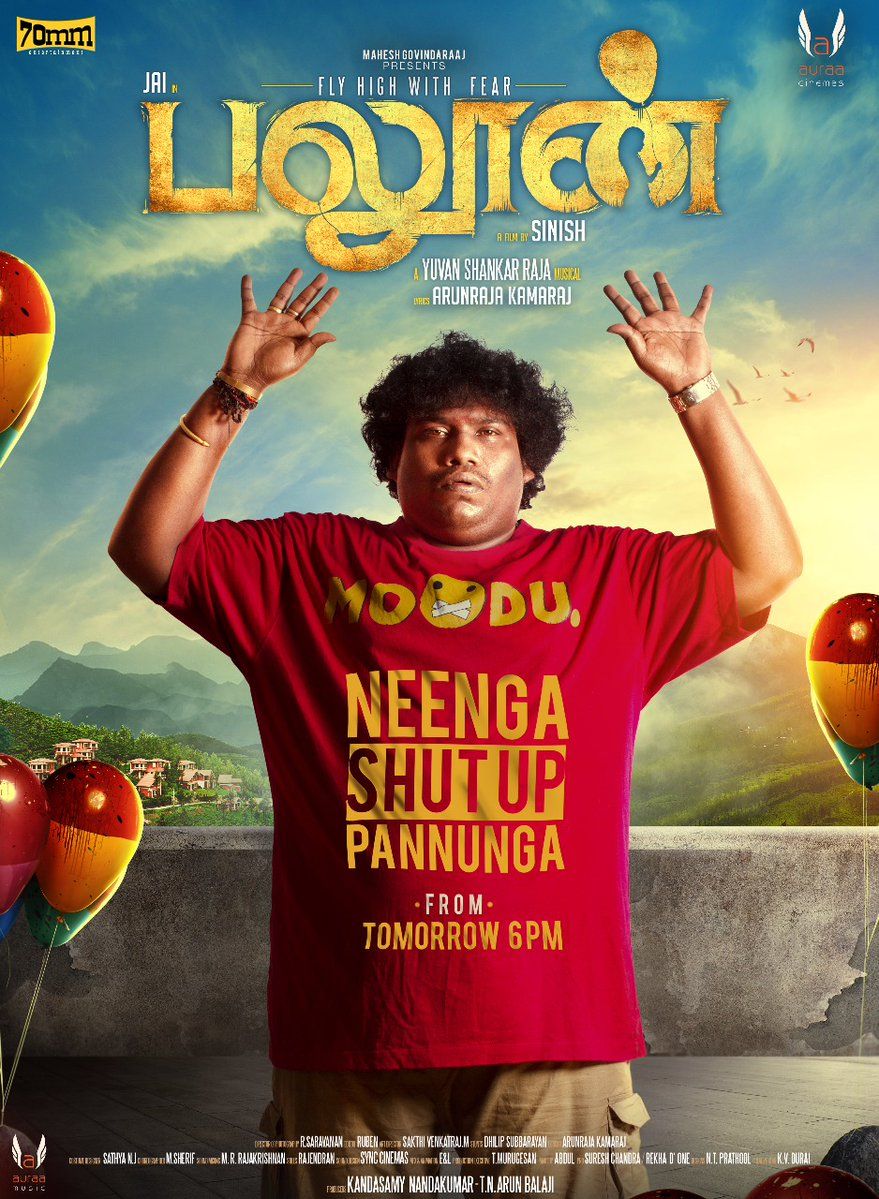 70mm
entertainment
MAHESH GOVINDARAAJ
PRESENTS
auraa
cinemas
JAI IN
FLY HIGH WITH FEAR
பலூன்
A FILM BY SINISH
A YUVAN SHANKAR RAJA MUSICAL
LYRICS ARUNRAJA KAMARAJ
MOODU.
NEENGA
SHUT UP
PANNUNGA
FROM
TOMORROW 6PM
R.SARAVANAN RUBEN SAKTHI VENKATRAJ.M DHILIP SUBBARAYAN ARUNRAJA KAMARAJ
SATHYA N.J M.SHERIF M. R. RAJAKRISHNAN RAJENDRAN SYNC CINEMAS E&L T.MURUGESAN ABDUL SURESH CHANDRA / REKHA D' ONE N.T. PRATHOOL K.V. DURAI
PRODUCERS KANDASAMY NANDAKUMAR - T.N.ARUN BALAJI
auraa
music